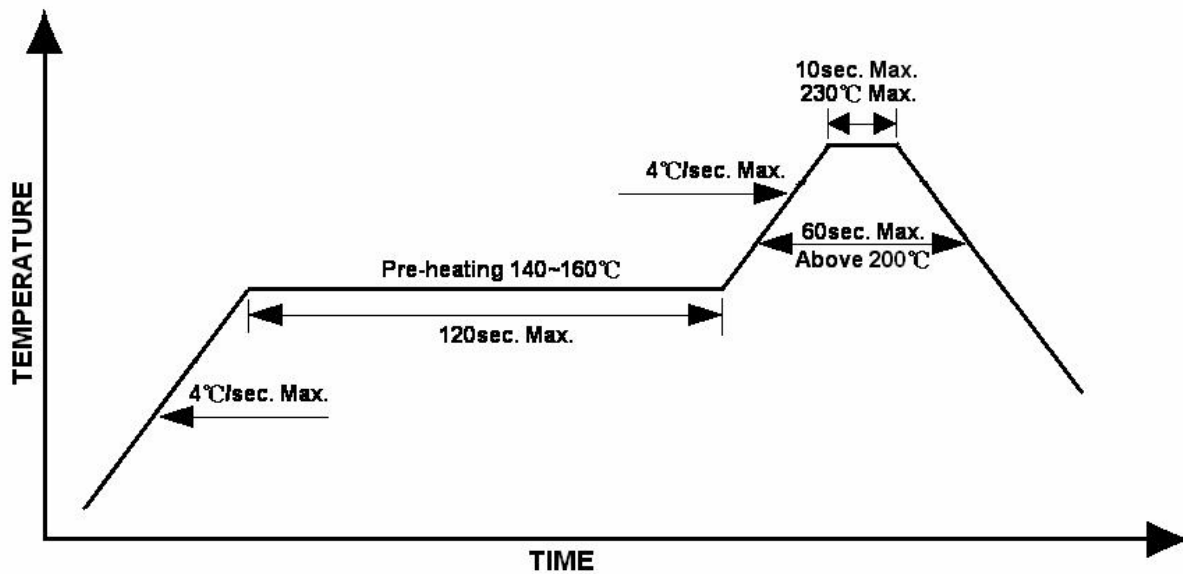 10sec. Max.
230℃ Max.
4℃/sec. Max.
60sec. Max.
Above 200℃
Pre-heating 140~160℃
120sec. Max.
4℃/sec. Max.
TEMPERATURE
TIME